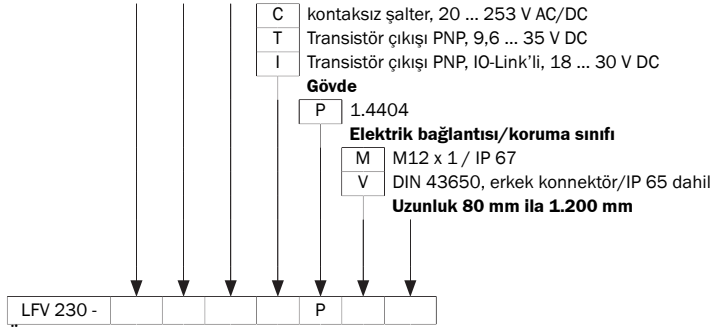 C kontaksız şalter, 20 ... 253 V AC/DC
T Transistör çıkışı PNP, 9,6 ... 35 V DC
I Transistör çıkışı PNP, IO-Link'li, 18 ... 30 V DC
Gövde
P 1.4404
Elektrik bağlantısı/koruma sınıfı
M M12 x 1 / IP 67
V DIN 43650, erkek konnektör/IP 65 dahil
Uzunluk 80 mm ila 1.200 mm
LFV 230 - P